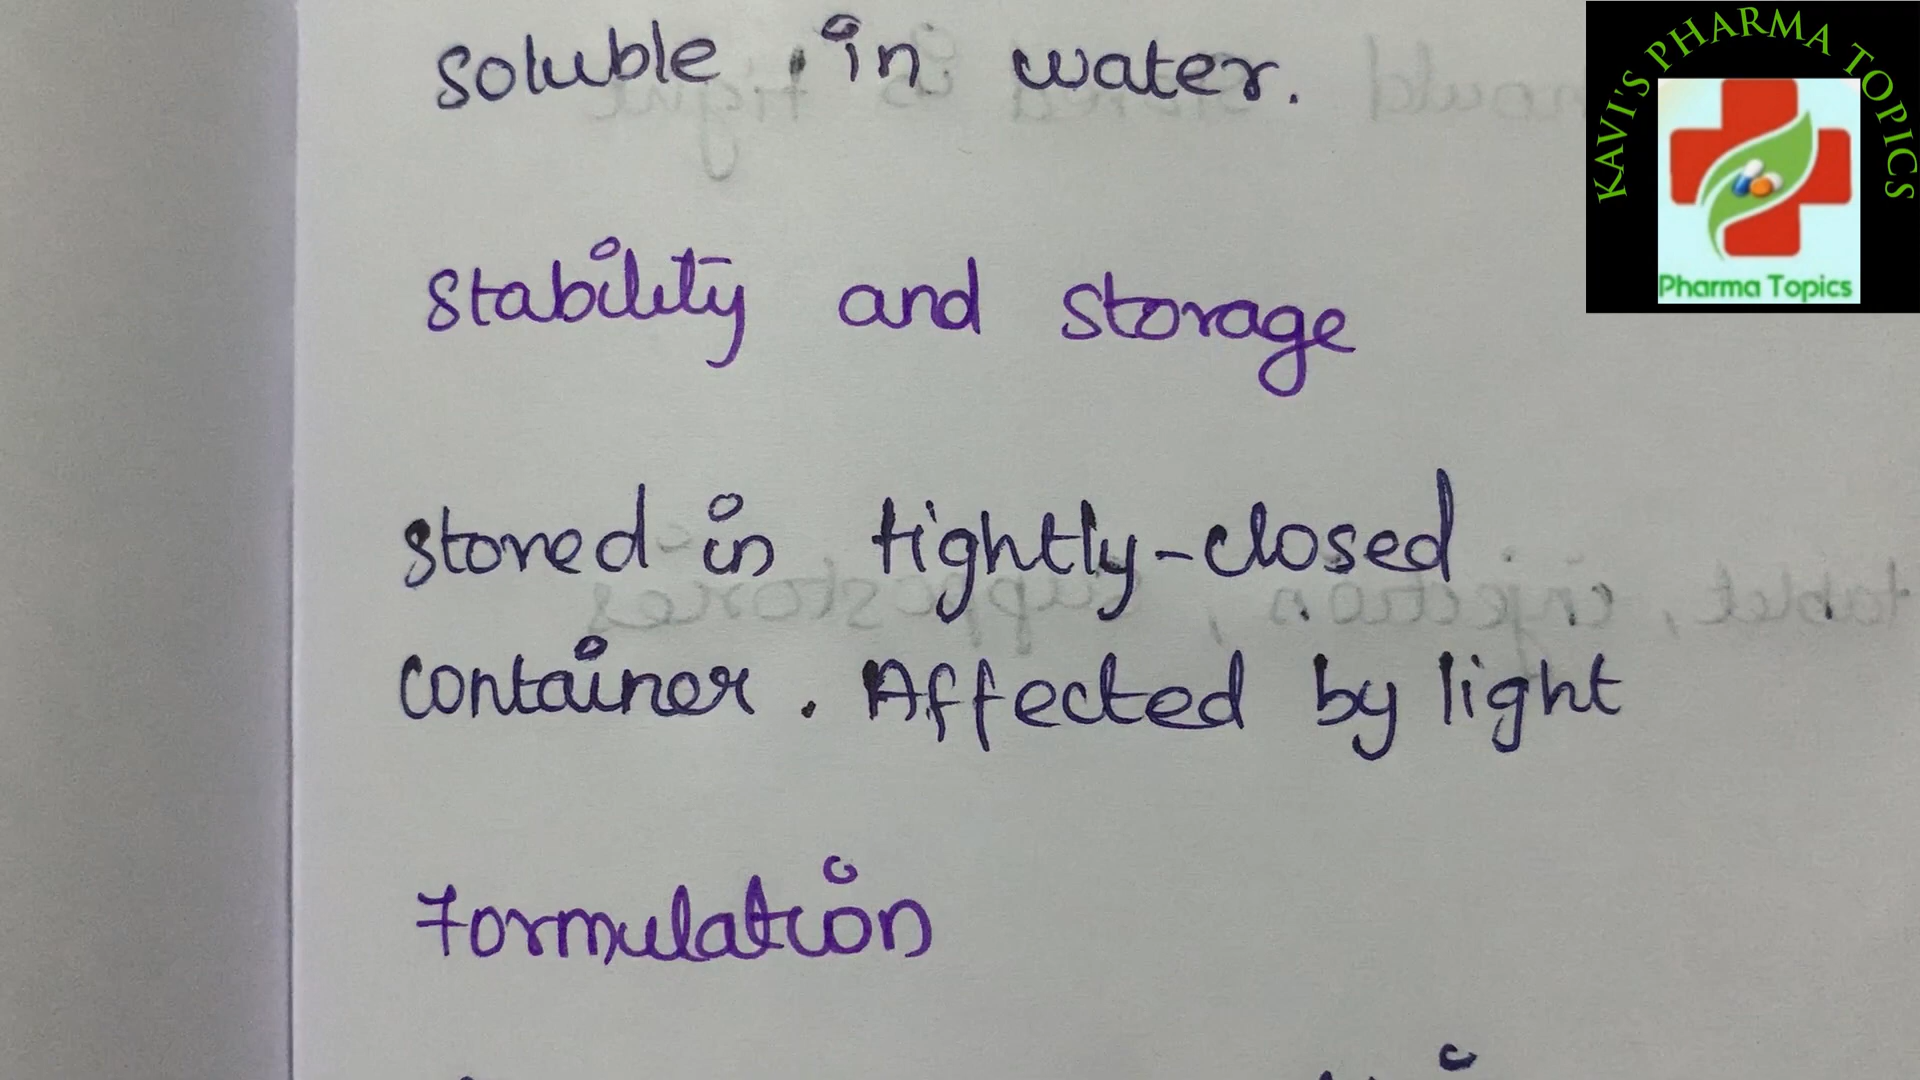 soluble in water.
KAVI'S PHARMA TOPICS
Pharma Topics
stability and storage
stored in tightly-closed
container. Affected by light
Formulation